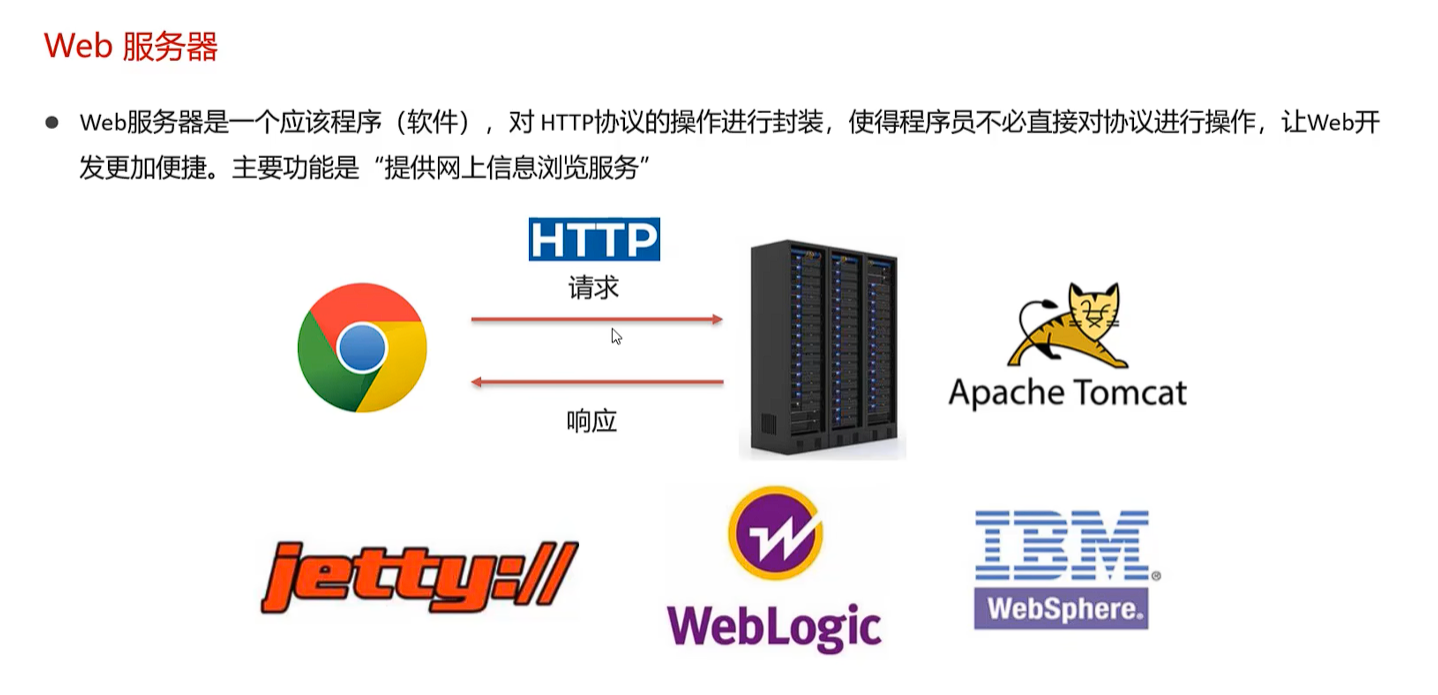 Web 服务器
● Web服务器是一个应该程序（软件），对 HTTP协议的操作进行封装，使得程序员不必直接对协议进行操作，让Web开
发更加便捷。主要功能是“提供网上信息浏览服务”
HTTP
请求
响应
Apache Tomcat
jetty://
WebLogic
IBM®
WebSphere®